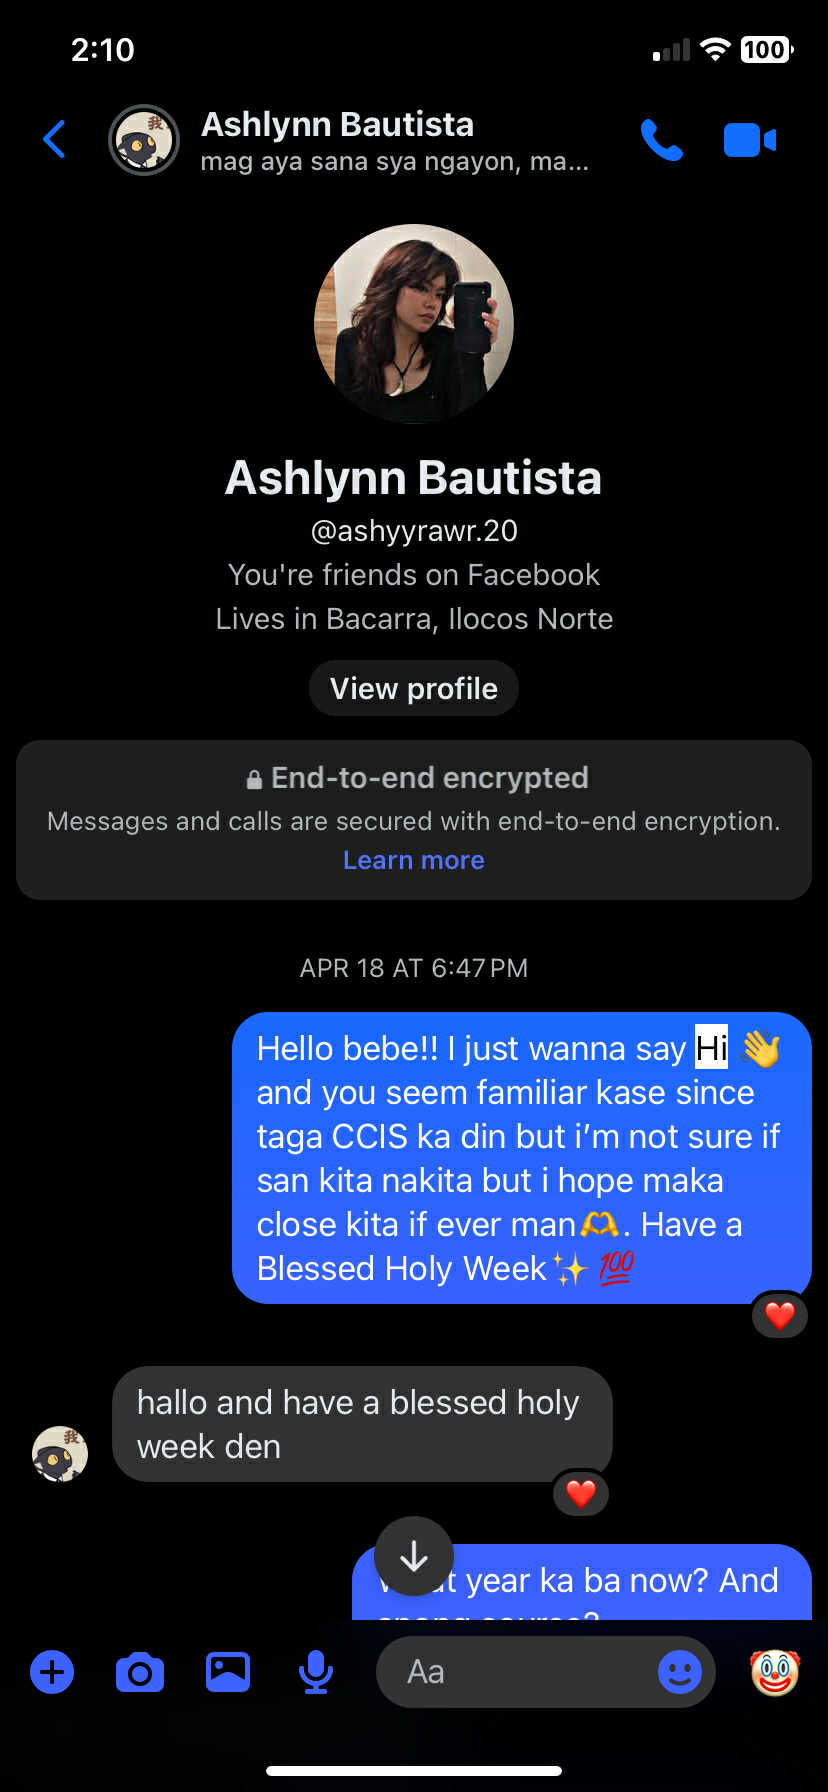 2:10
100
Ashlynn Bautista
mag aya sana sya ngayon, ma...
Ashlynn Bautista
@ashyyrawr.20
You're friends on Facebook
Lives in Bacarra, Ilocos Norte
View profile
End-to-end encrypted
Messages and calls are secured with end-to-end encryption.
Learn more
APR 18 AT 6:47 PM
Hello bebe!! I just wanna say Hi 👋
and you seem familiar kase since
taga CCIS ka din but i’m not sure if
san kita nakita but i hope maka
close kita if ever man🫶. Have a
Blessed Holy Week✨ 💯
hallo and have a blessed holy
week den
year ka ba now? And
Aa